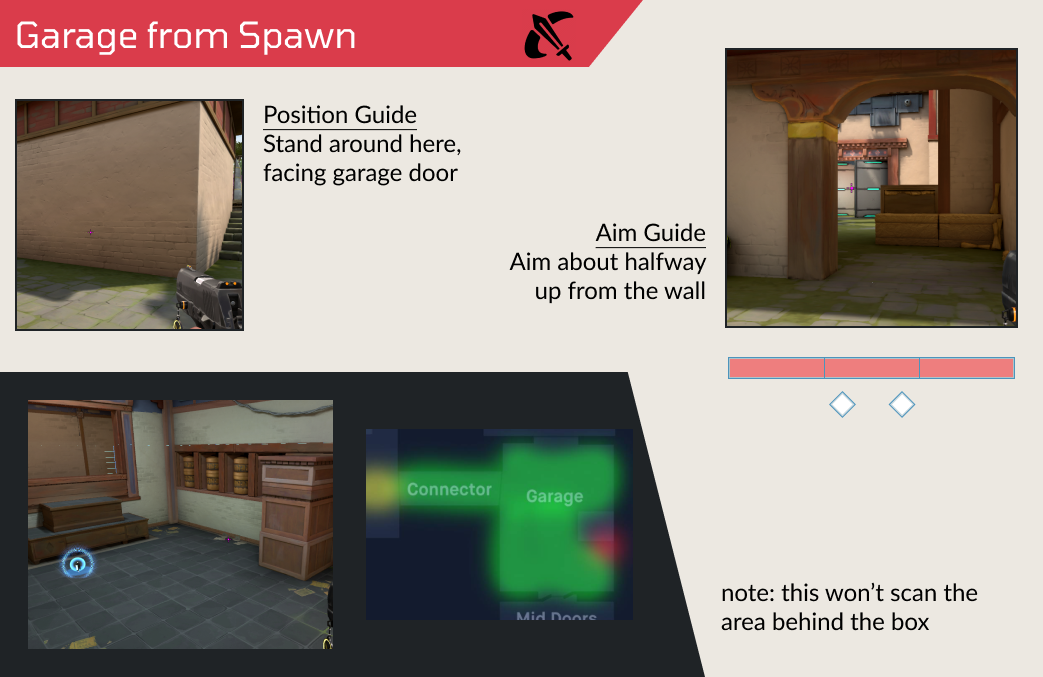 Garage from Spawn
Position Guide
Stand around here,
facing garage door
Aim Guide
Aim about halfway
up from the wall
Connector
Garage
Mid Doors
note: this won’t scan the
area behind the box